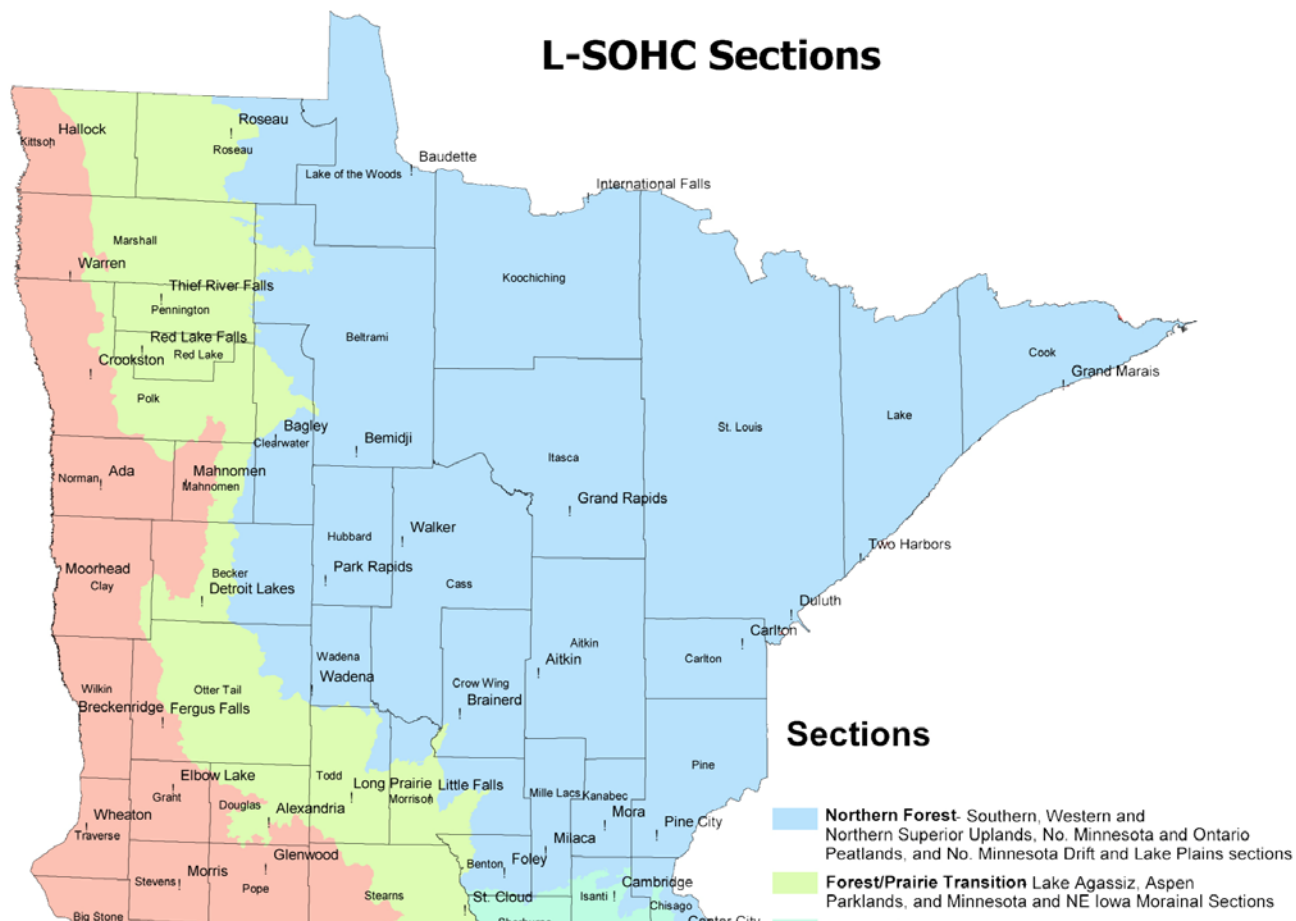 L-SOHC Sections
Roseau
Hallock
Kittson
Roseau
Baudette
Lake of the Woods
International Falls
Marshall
Warren
Koochiching
Thief River Falls
Pennington
Red Lake Falls
Beltrami
Red Lake
Crookston
Cook
Grand Marais
Polk
Lake
Bagley
St. Louis
Clearwater
Bemidji
Itasca
Ada
Mahnomen
Norman
Mahnomen
Grand Rapids
Walker
Hubbard
Two Harbors
Moorhead
Park Rapids
Becker
Clay
Detroit Lakes
Cass
Duluth
Carlton
Aitkin
Wadena
Aitkin
Carlton
Wadena
Crow Wing
Wilkin
Otter Tail
Brainerd
Breckenridge
Fergus Falls
Sections
Pine
Elbow Lake
Todd
Long Prairie
Little Falls
Grant
Mille Lacs
Kanabec
Morrison
Douglas
Alexandria
Mora
Wheaton
Pine City
Traverse
Milaca
Northern Forest- Southern, Western and
Northern Superior Uplands, No. Minnesota and Ontario
Peatlands, and No. Minnesota Drift and Lake Plains sections
Glenwood
Foley
Benton
Morris
Stevens
Pope
Cambridge
Forest/Prairie Transition Lake Agassiz, Aspen
Parklands, and Minnesota and NE Iowa Morainal Sections
Stearns
St. Cloud
Isanti
Chisago
Big Stone
Sherburne
Center City